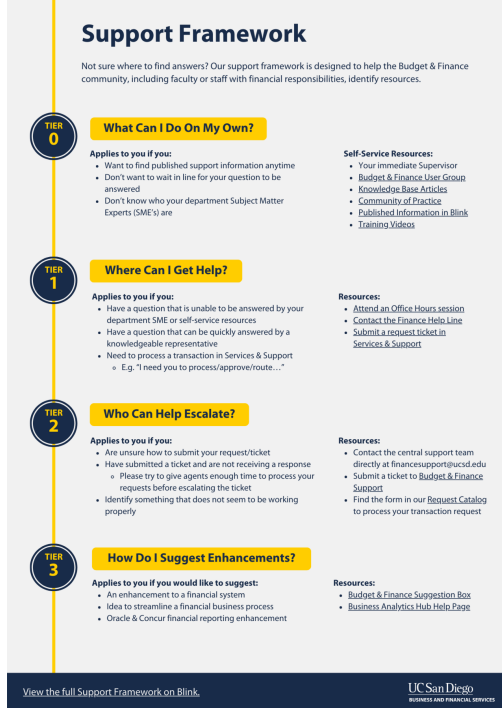 Support Framework
Not sure where to find answers? Our support framework is designed to help the Budget & Finance
community, including faculty or staff with financial responsibilities, identify resources.
TIER
0
What Can I Do On My Own?
Applies to you if you:
• Want to find published support information anytime
• Don't want to wait in line for your question to be
answered
• Don't know who your department Subject Matter
Experts (SME's) are
Self-Service Resources:
• Your immediate Supervisor
• Budget & Finance User Group
• Knowledge Base Articles
• Community of Practice
• Published Information in Blink
• Training Videos
TIER
1
Where Can I Get Help?
Applies to you if you:
• Have a question that is unable to be answered by your
department SME or self-service resources
• Have a question that can be quickly answered by a
knowledgeable representative
• Need to process a transaction in Services & Support
○ E.g. "I need you to process/approve/route…"
Resources:
• Attend an Office Hours session
• Contact the Finance Help Line
• Submit a request ticket in
Services & Support
TIER
2
Who Can Help Escalate?
Applies to you if you:
• Are unsure how to submit your request/ticket
• Have submitted a ticket and are not receiving a response
○ Please try to give agents enough time to process your
requests before escalating the ticket
• Identify something that does not seem to be working
properly
Resources:
• Contact the central support team
directly at financesupport@ucsd.edu
• Submit a ticket to Budget & Finance
Support
• Find the form in our Request Catalog
to process your transaction request
TIER
3
How Do I Suggest Enhancements?
Applies to you if you would like to suggest:
• An enhancement to a financial system
• Idea to streamline a financial business process
• Oracle & Concur financial reporting enhancement
Resources:
• Budget & Finance Suggestion Box
• Business Analytics Hub Help Page
View the full Support Framework on Blink.
UC San Diego
BUSINESS AND FINANCIAL SERVICES